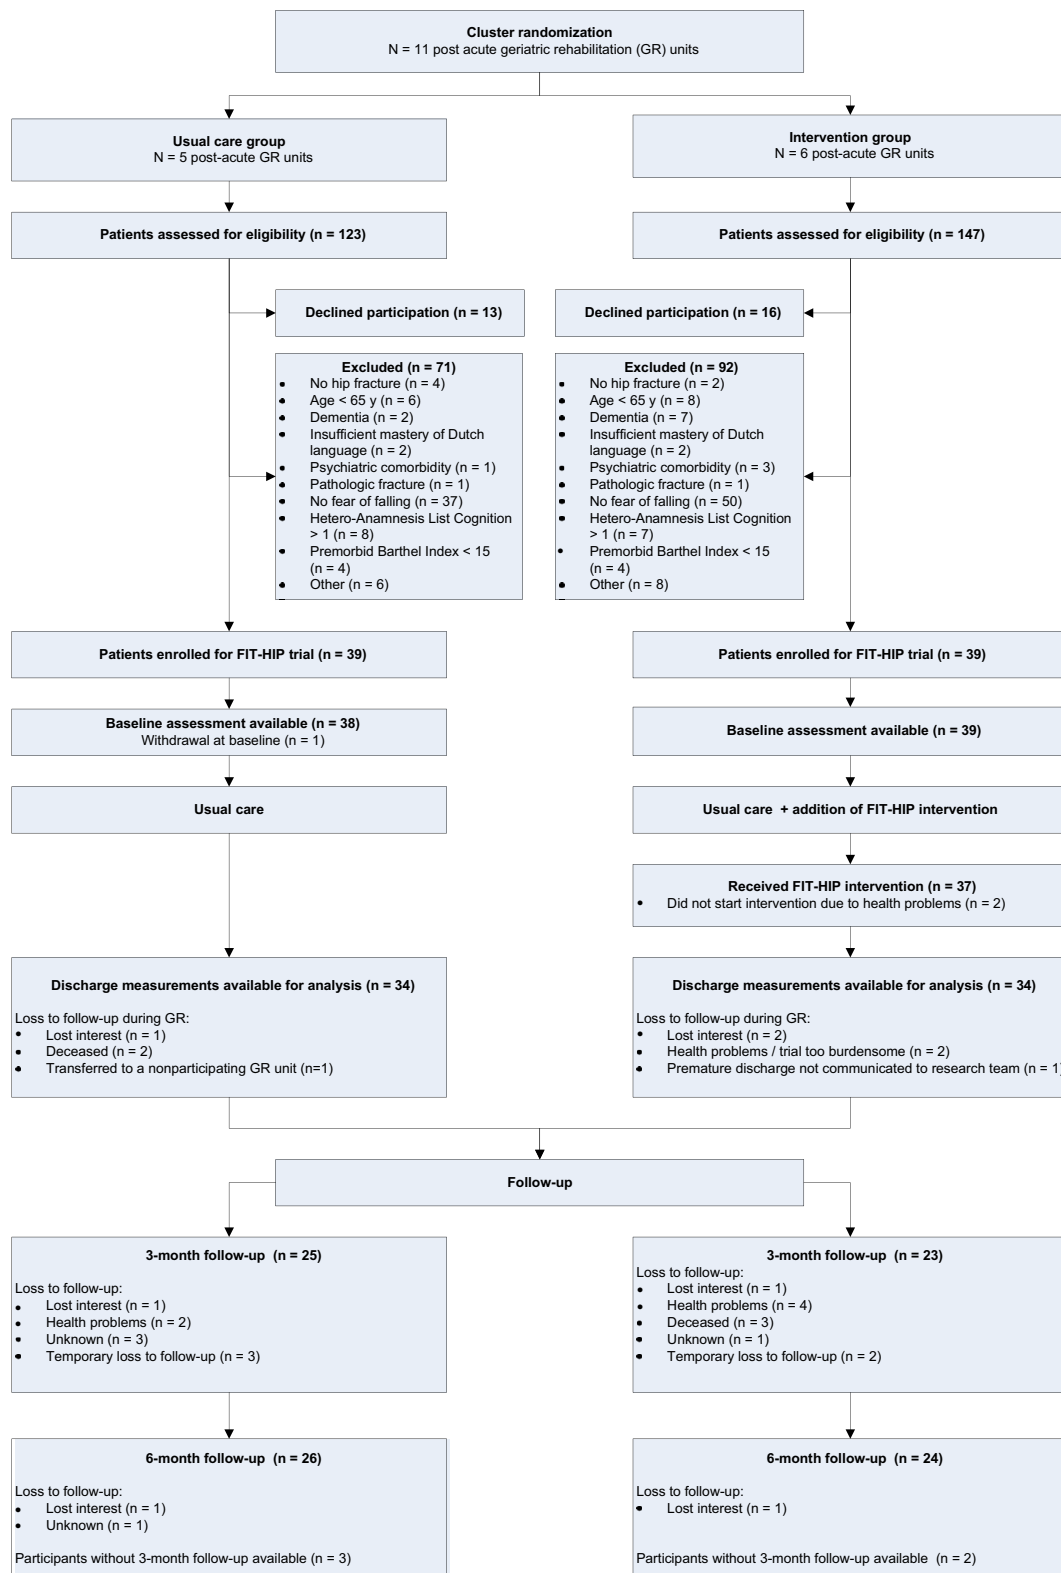 Cluster randomization
N = 11 post acute geriatric rehabilitation (GR) units
Usual care group
N = 5 post-acute GR units
Intervention group
N = 6 post-acute GR units
Patients assessed for eligibility (n = 123)
Patients assessed for eligibility (n = 147)
Declined participation (n = 13)
Declined participation (n = 16)
Excluded (n = 71)
• No hip fracture (n = 4)
• Age < 65 y (n = 6)
• Dementia (n = 2)
• Insufficient mastery of Dutch
language (n = 2)
• Psychiatric comorbidity (n = 1)
• Pathologic fracture (n = 1)
• No fear of falling (n = 37)
• Hetero-Anamnesis List Cognition
> 1 (n = 8)
• Premorbid Barthel Index < 15
(n = 4)
• Other (n = 6)
Excluded (n = 92)
• No hip fracture (n = 2)
• Age < 65 y (n = 8)
• Dementia (n = 7)
• Insufficient mastery of Dutch
language (n = 2)
• Psychiatric comorbidity (n = 3)
• Pathologic fracture (n = 1)
• No fear of falling (n = 50)
• Hetero-Anamnesis List Cognition
> 1 (n = 7)
• Premorbid Barthel Index < 15
(n = 4)
• Other (n = 8)
Patients enrolled for FIT-HIP trial (n = 39)
Patients enrolled for FIT-HIP trial (n = 39)
Baseline assessment available (n = 38)
Withdrawal at baseline (n = 1)
Baseline assessment available (n = 39)
Usual care
Usual care + addition of FIT-HIP intervention
Received FIT-HIP intervention (n = 37)
• Did not start intervention due to health problems (n = 2)
Discharge measurements available for analysis (n = 34)
Loss to follow-up during GR:
• Lost interest (n = 1)
• Deceased (n = 2)
• Transferred to a nonparticipating GR unit (n=1)
Discharge measurements available for analysis (n = 34)
Loss to follow-up during GR:
• Lost interest (n = 2)
• Health problems / trial too burdensome (n = 2)
• Premature discharge not communicated to research team (n = 1)
Follow-up
3-month follow-up (n = 25)
Loss to follow-up:
• Lost interest (n = 1)
• Health problems (n = 2)
• Unknown (n = 3)
• Temporary loss to follow-up (n = 3)
3-month follow-up (n = 23)
Loss to follow-up:
• Lost interest (n = 1)
• Health problems (n = 4)
• Deceased (n = 3)
• Unknown (n = 1)
• Temporary loss to follow-up (n = 2)
6-month follow-up (n = 26)
Loss to follow-up:
• Lost interest (n = 1)
• Unknown (n = 1)
Participants without 3-month follow-up available (n = 3)
6-month follow-up (n = 24)
Loss to follow-up:
• Lost interest (n = 1)
Participants without 3-month follow-up available (n = 2)